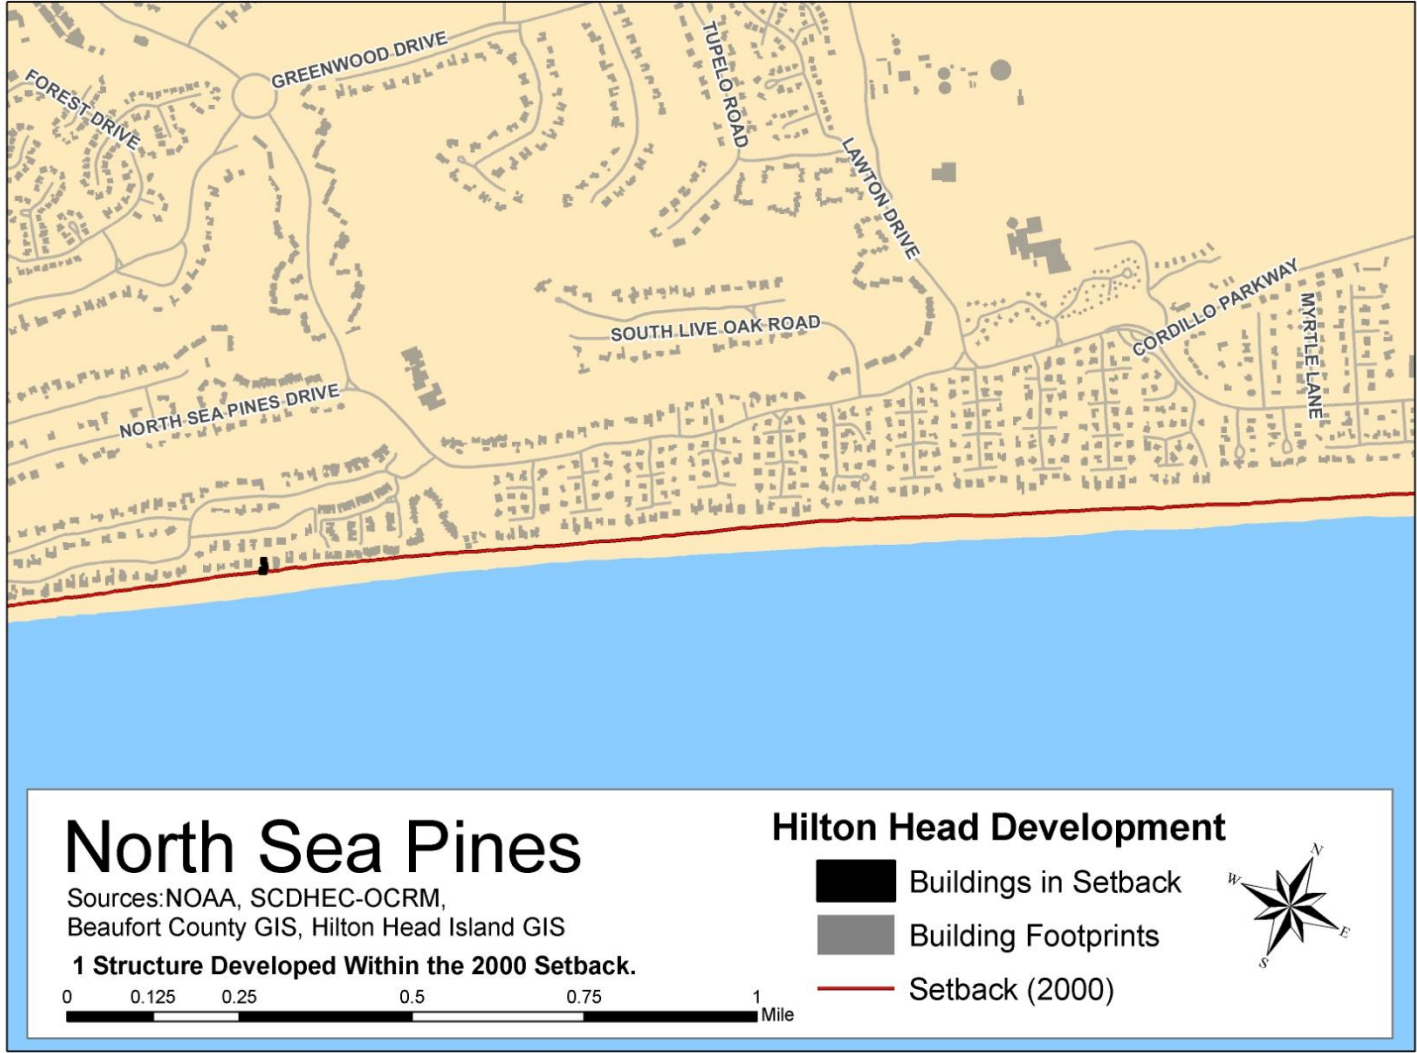 GREENWOOD DRIVE
TUPELO ROAD
FOREST DRIVE
LAWTON DRIVE
CORDILLO PARKWAY
MYRTLE LANE
SOUTH LIVE OAK ROAD
NORTH SEA PINES DRIVE
North Sea Pines
Sources:NOAA, SCDHEC-OCRM,
Beaufort County GIS, Hilton Head Island GIS
1 Structure Developed Within the 2000 Setback.
0 0.125 0.25 0.5 0.75 1
Mile
Hilton Head Development
Buildings in Setback
Building Footprints
Setback (2000)
N
W
E
S